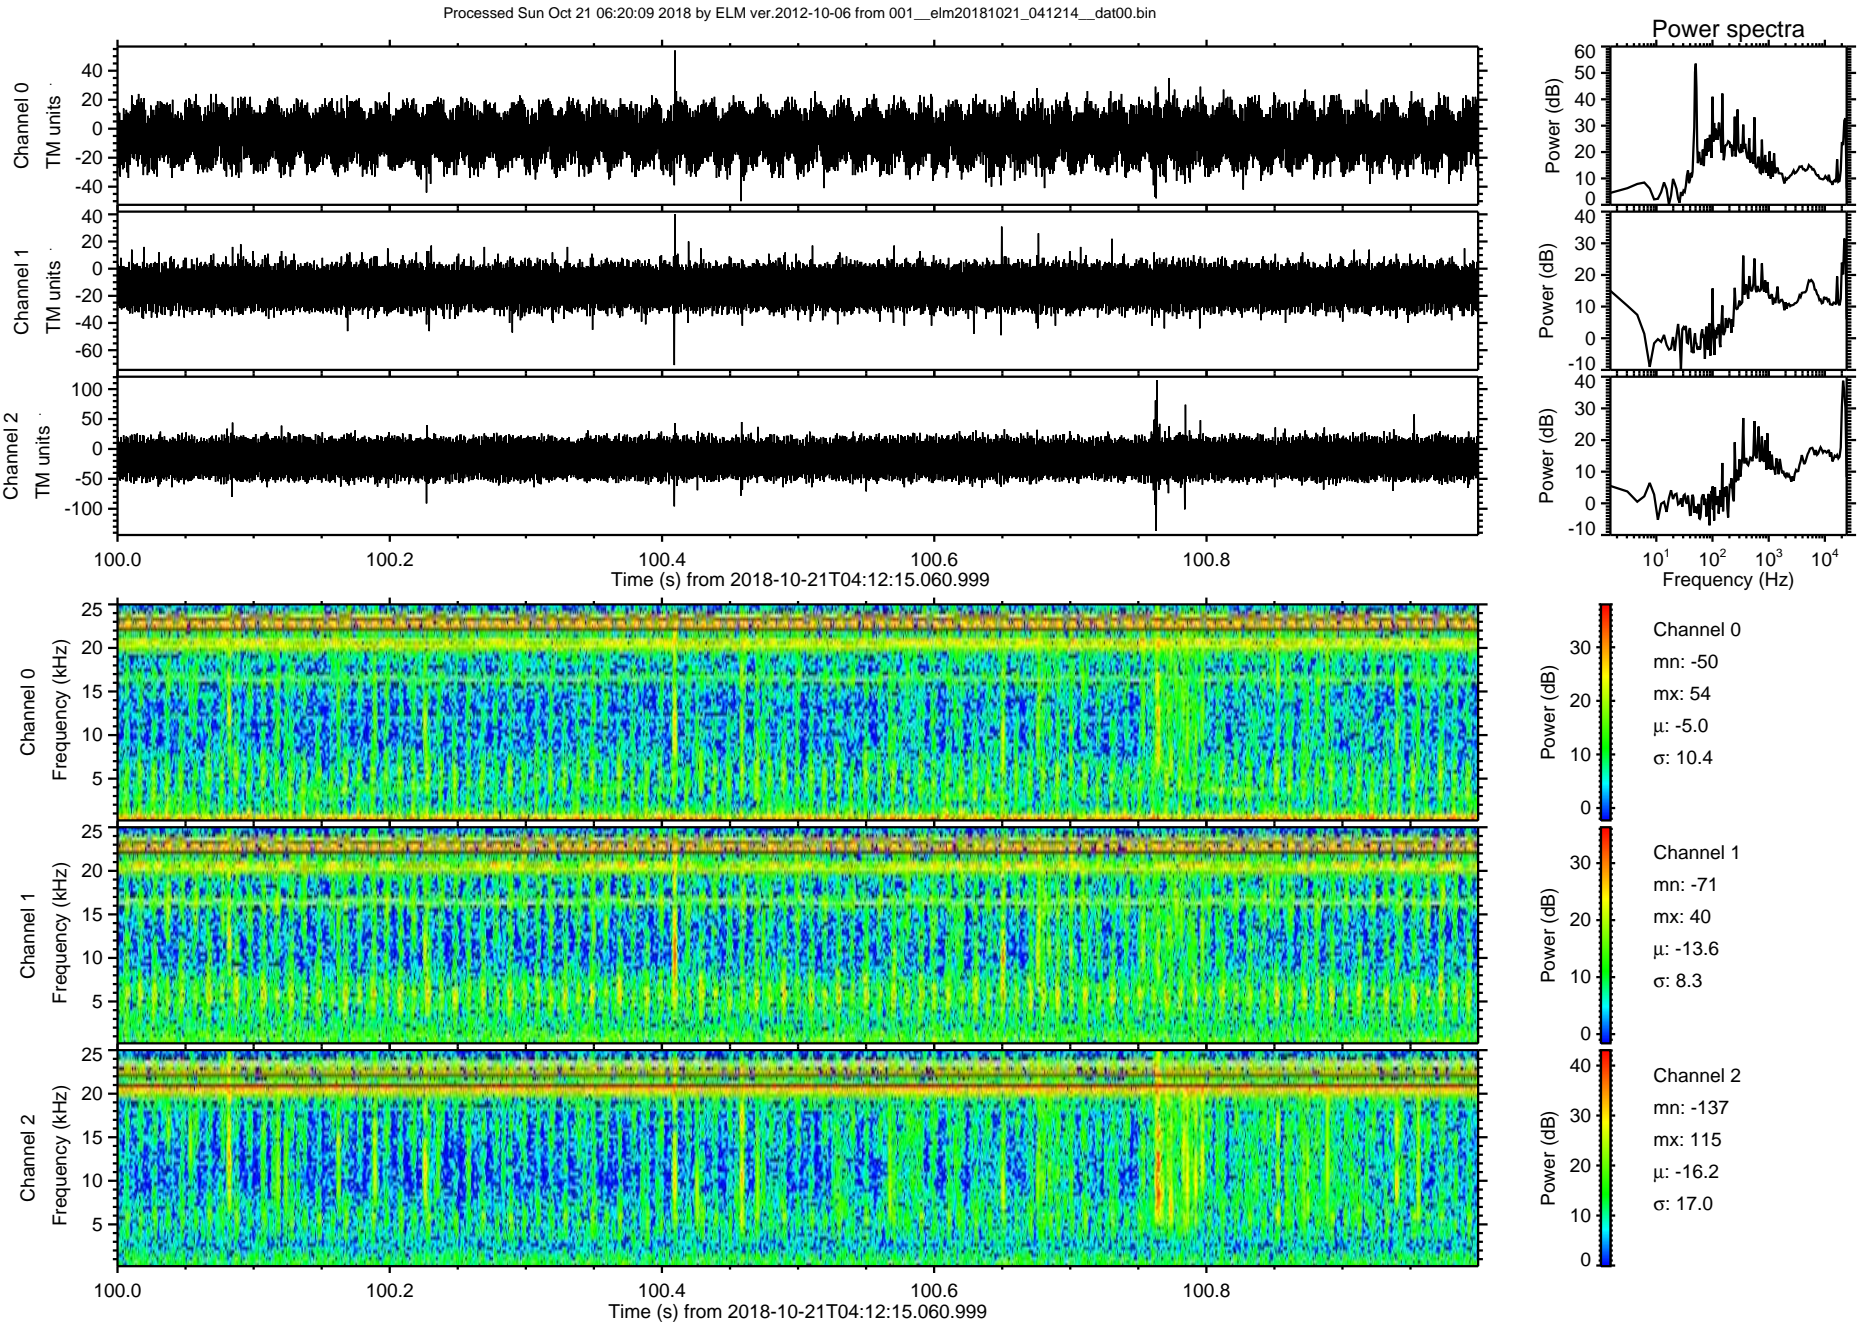 Processed Sun Oct 21 06:20:09 2018 by ELM ver.2012-10-06 from 001__elm20181021_041214__dat00.bin
Power spectra
Channel 0
TM units
40
20
0
-20
-40
Power (dB)
60
50
40
30
20
10
0
Channel 1
TM units
40
20
0
-20
-40
-60
Power (dB)
40
30
20
10
0
-10
Channel 2
TM units
100
50
0
-50
-100
Power (dB)
40
30
20
10
0
-10
100.0 100.2 100.4 100.6 100.8
Time (s) from 2018-10-21T04:12:15.060.999
10¹ 10² 10³ 10⁴
Frequency (Hz)
Channel 0
Frequency (kHz)
25
20
15
10
5
Power (dB)
30
20
10
0
Channel 0
mn: -50
mx: 54
µ: -5.0
σ: 10.4
Channel 1
Frequency (kHz)
25
20
15
10
5
Power (dB)
30
20
10
0
Channel 1
mn: -71
mx: 40
µ: -13.6
σ: 8.3
Channel 2
Frequency (kHz)
25
20
15
10
5
Power (dB)
40
30
20
10
0
Channel 2
mn: -137
mx: 115
µ: -16.2
σ: 17.0
100.0 100.2 100.4 100.6 100.8
Time (s) from 2018-10-21T04:12:15.060.999